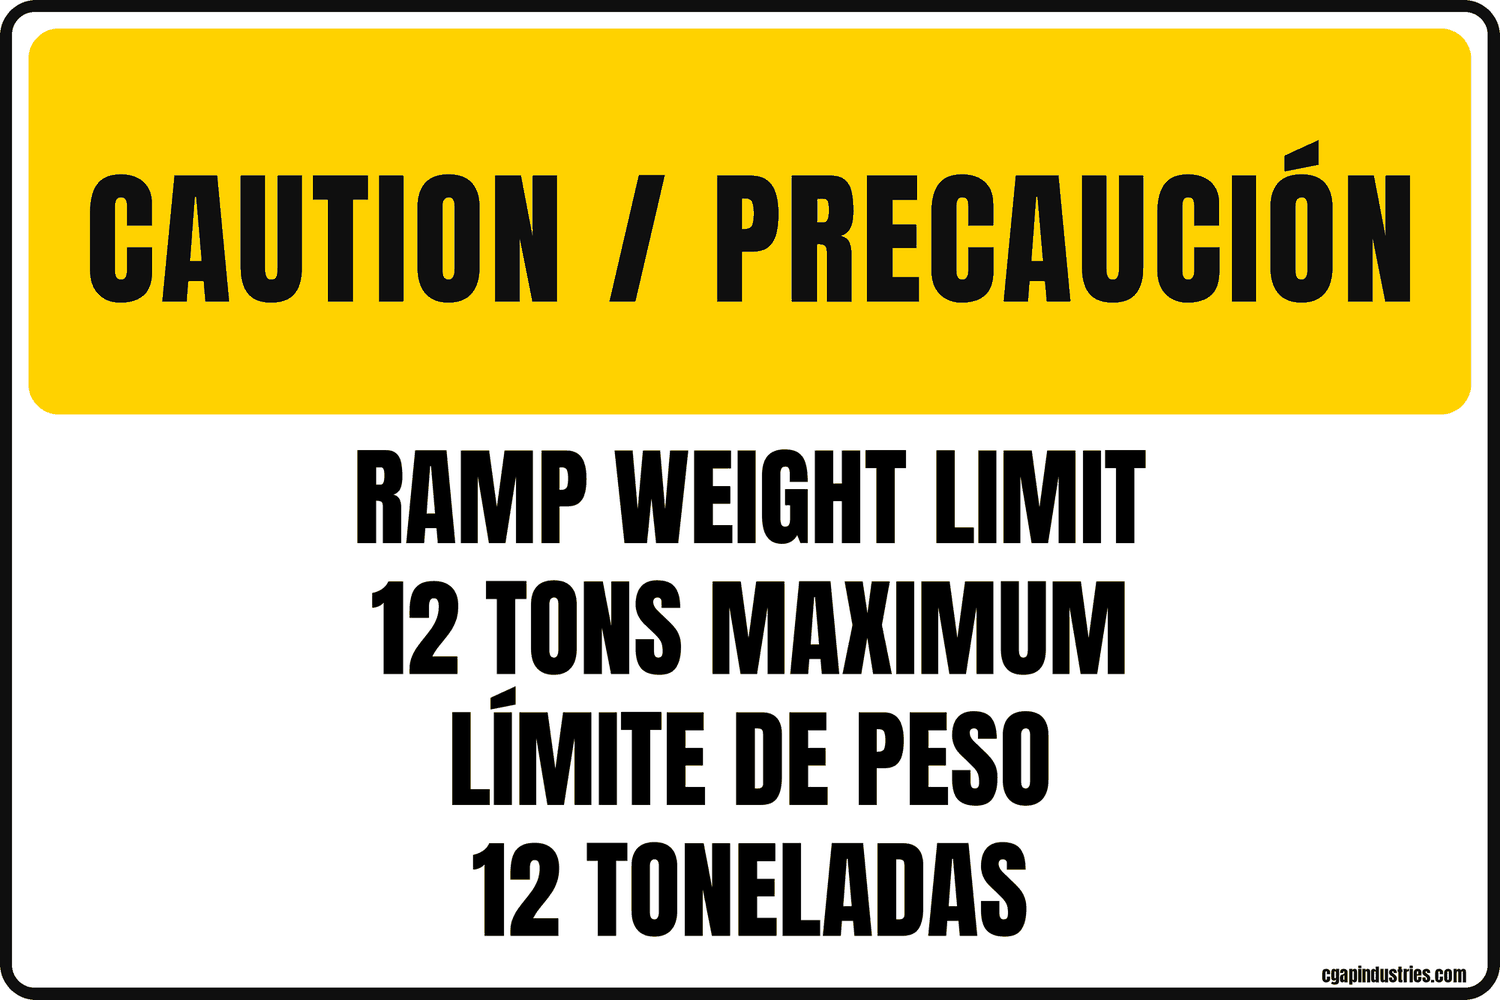 CAUTION / PRECAUCIÓN
RAMP WEIGHT LIMIT
12 TONS MAXIMUM
LÍMITE DE PESO
12 TONELADAS
cgapindustries.com